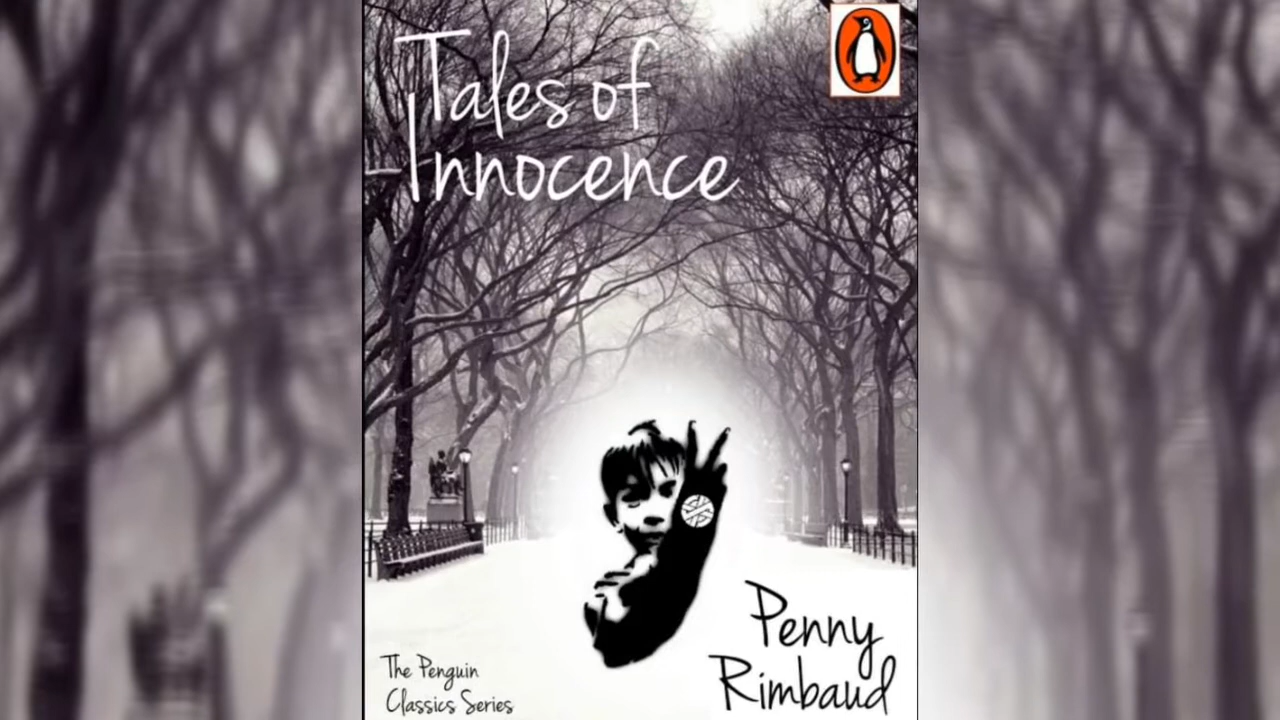 Tales of
Innocence
Penny
Rimbaud
The Penguin
Classics Series